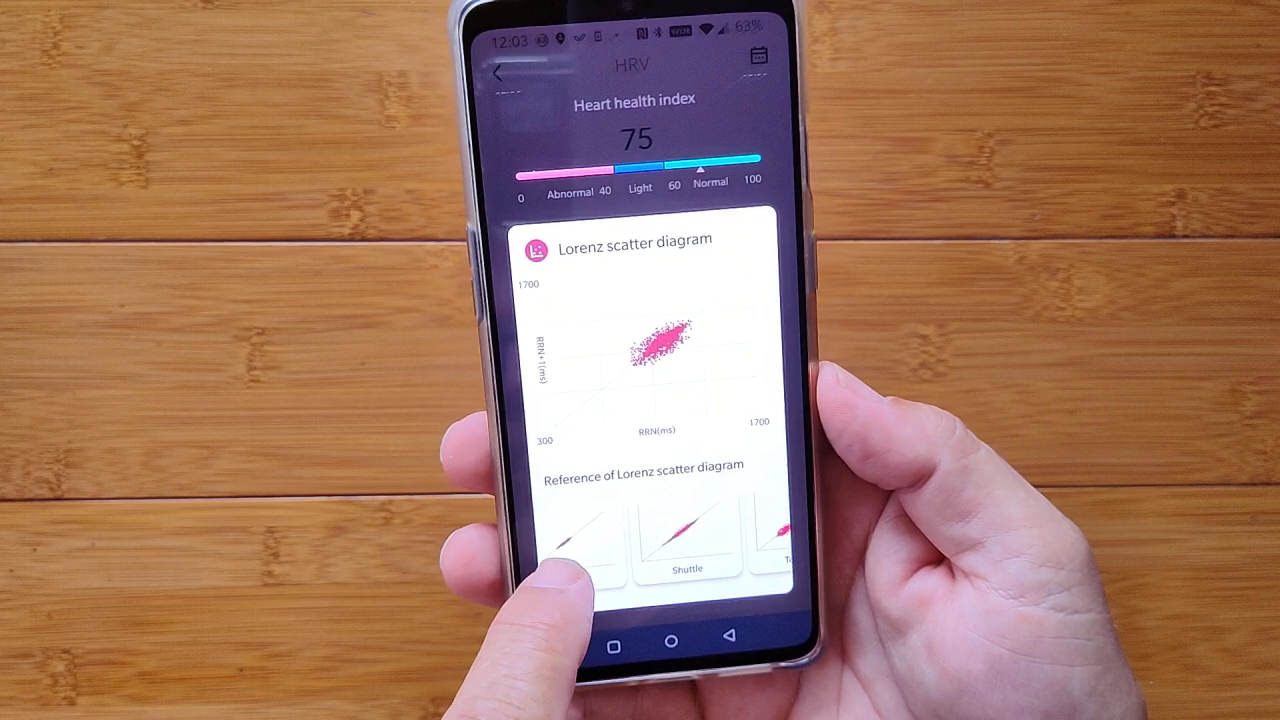 12:03 63%
HRV
Heart health index
75
0 Abnormal 40 Light 60 Normal 100
Lorenz scatter diagram
1700
RRN+1(ms)
300 RRN(ms) 1700
Reference of Lorenz scatter diagram
Shuttle